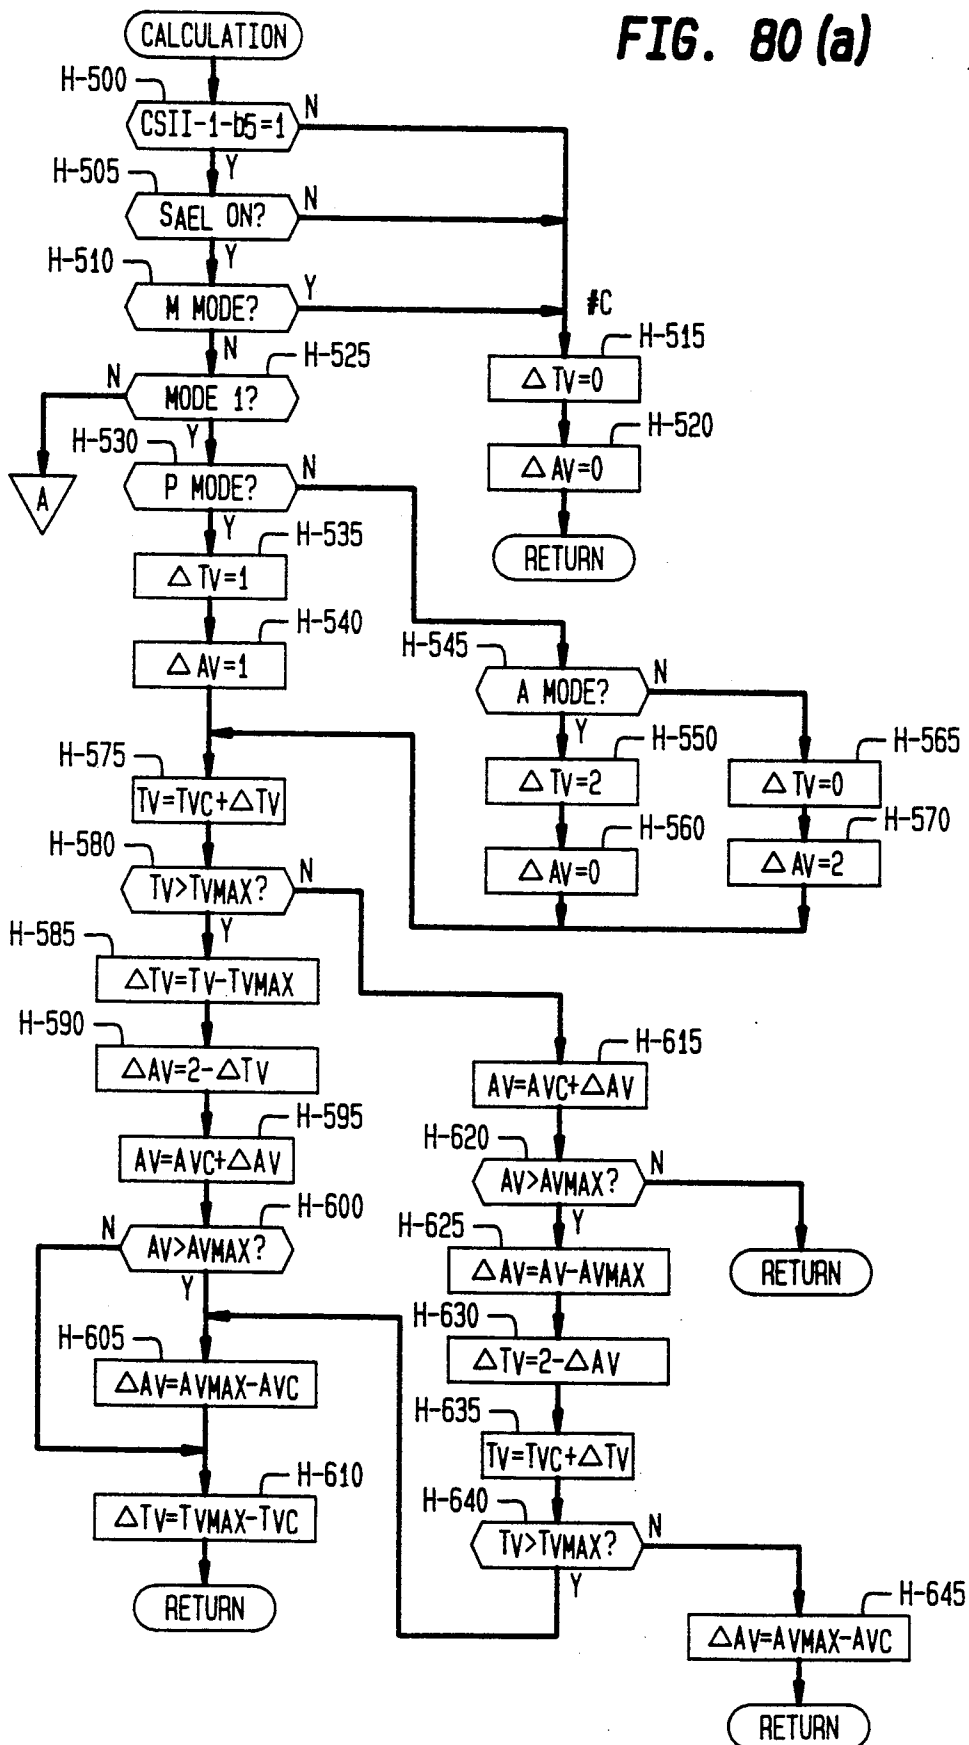 FIG. 80 (a)
CALCULATION
H-500
CSII-1-b5=1
N
Y
H-505
SAEL ON?
N
Y
H-510
M MODE?
Y
N
#C
H-515
△TV=0
H-520
△AV=0
RETURN
H-525
N
MODE 1?
Y
A
H-530
P MODE?
N
Y
H-535
△TV=1
H-540
△AV=1
H-545
A MODE?
N
Y
H-550
△TV=2
H-560
△AV=0
H-565
△TV=0
H-570
△AV=2
H-575
TV=TVC+△TV
H-580
TV>TVMAX?
N
Y
H-585
△TV=TV-TVMAX
H-590
△AV=2-△TV
H-595
AV=AVC+△AV
H-600
N
AV>AVMAX?
Y
H-605
△AV=AVMAX-AVC
H-610
△TV=TVMAX-TVC
RETURN
H-615
AV=AVC+△AV
H-620
AV>AVMAX?
N
Y
RETURN
H-625
△AV=AV-AVMAX
H-630
△TV=2-△AV
H-635
TV=TVC+△TV
H-640
TV>TVMAX?
N
Y
H-645
△AV=AVMAX-AVC
RETURN